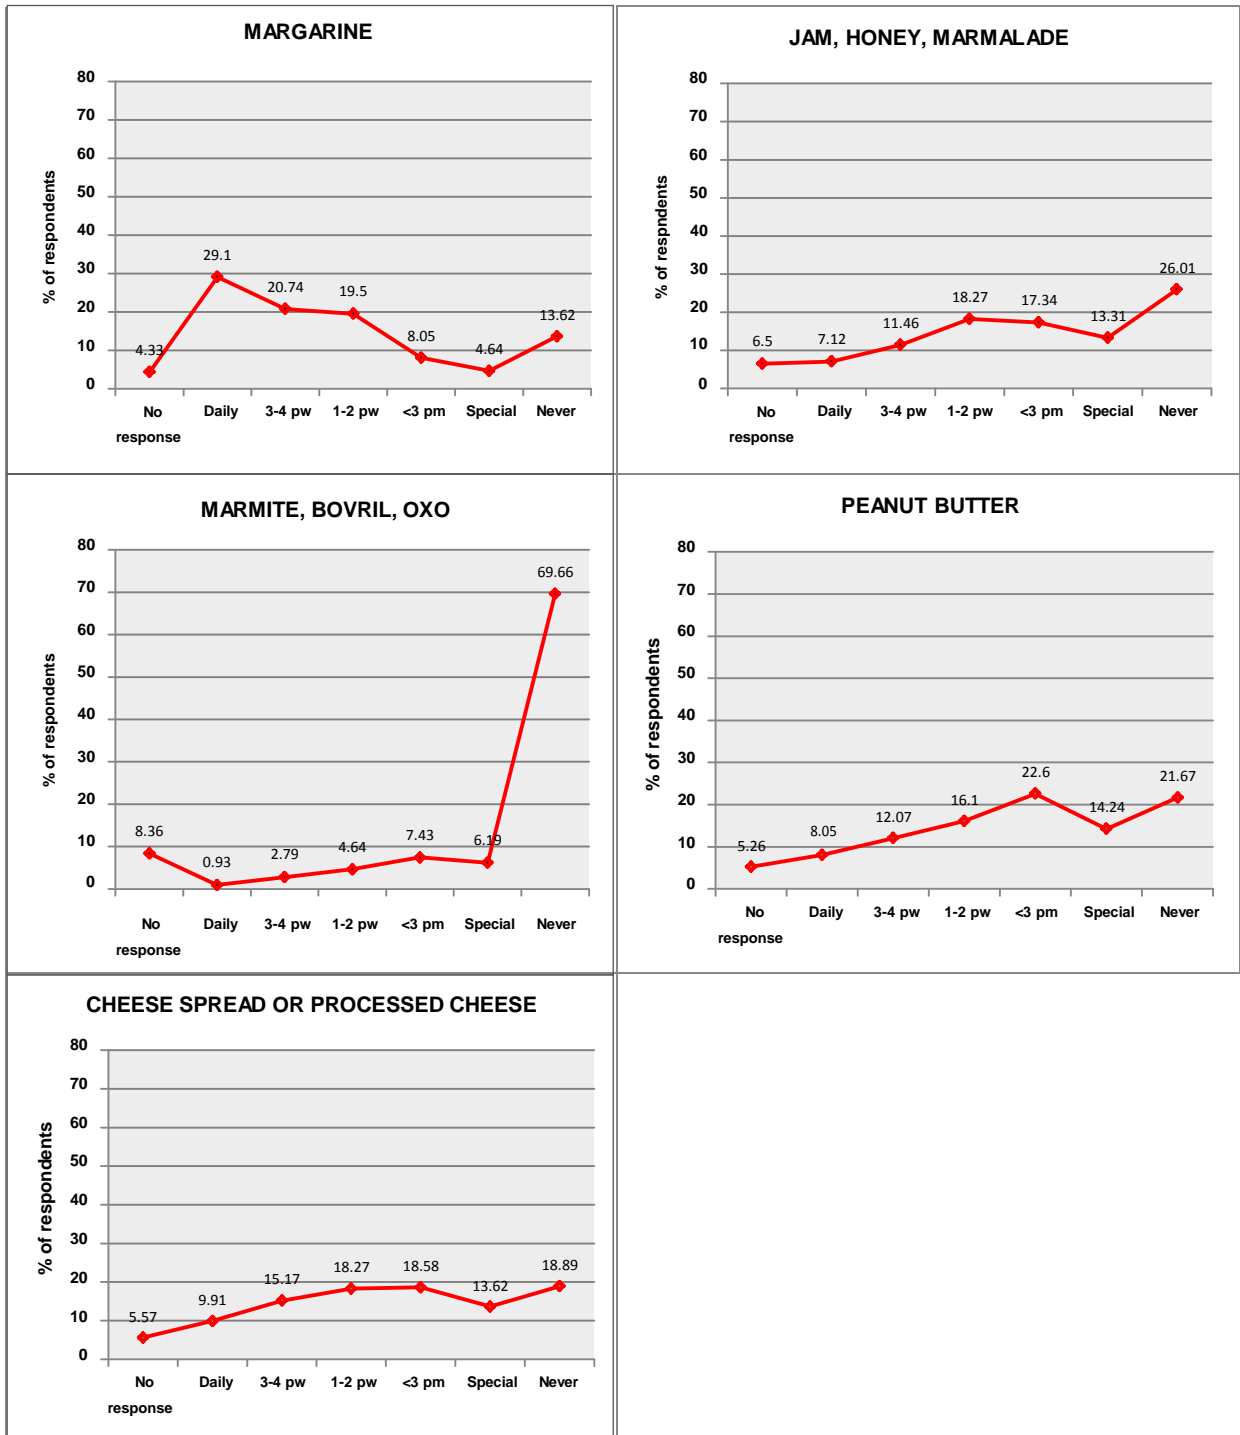 MARGARINE
80
70
60
50
40
30
20
10
0
% of respondents
4.33
29.1
20.74
19.5
8.05
4.64
13.62
No response
Daily
3-4 pw
1-2 pw
<3 pm
Special
Never
JAM, HONEY, MARMALADE
80
70
60
50
40
30
20
10
0
% of respndents
6.5
7.12
11.46
18.27
17.34
13.31
26.01
No response
Daily
3-4 pw
1-2 pw
<3 pm
Special
Never
MARMITE, BOVRIL, OXO
80
70
60
50
40
30
20
10
0
% of respondents
8.36
0.93
2.79
4.64
7.43
6.19
69.66
No response
Daily
3-4 pw
1-2 pw
<3 pm
Special
Never
PEANUT BUTTER
80
70
60
50
40
30
20
10
0
% of respondents
5.26
8.05
12.07
16.1
22.6
14.24
21.67
No response
Daily
3-4 pw
1-2 pw
<3 pm
Special
Never
CHEESE SPREAD OR PROCESSED CHEESE
80
70
60
50
40
30
20
10
0
% of respondents
5.57
9.91
15.17
18.27
18.58
13.62
18.89
No response
Daily
3-4 pw
1-2 pw
<3 pm
Special
Never